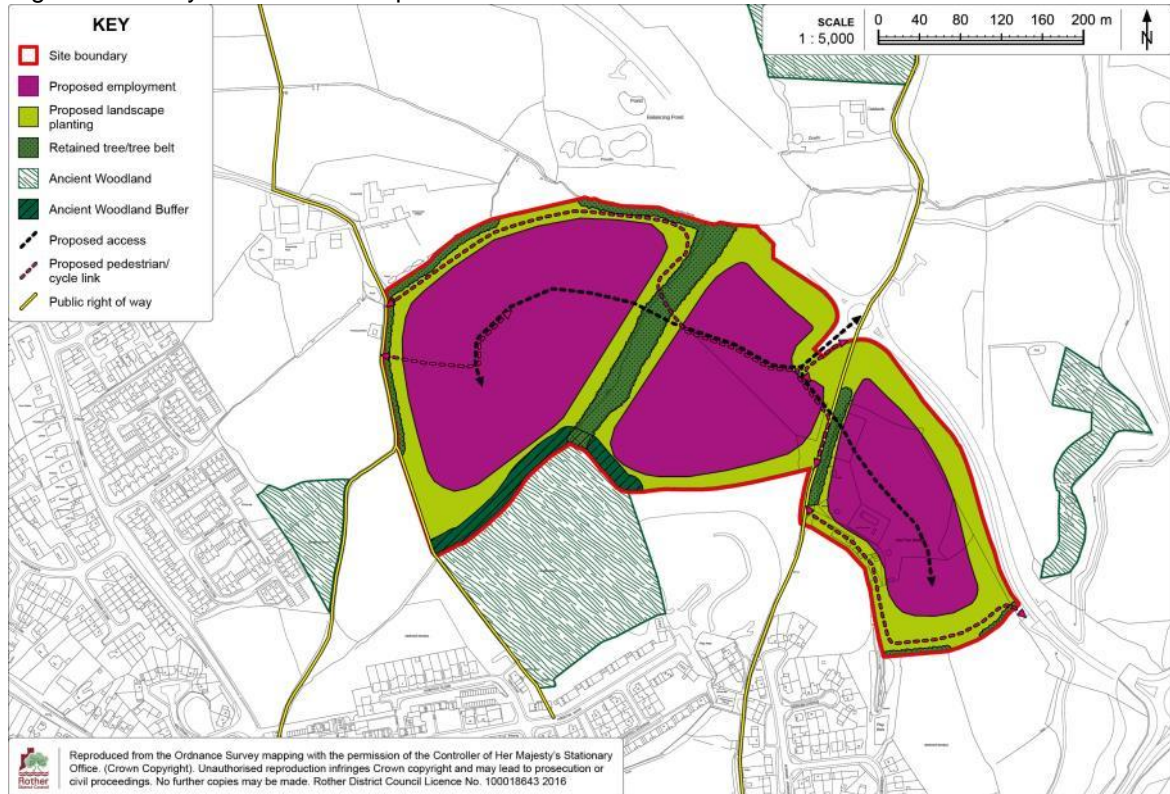 KEY
Site boundary
Proposed employment
Proposed landscape
planting
Retained tree/tree belt
Ancient Woodland
Ancient Woodland Buffer
Proposed access
Proposed pedestrian/
cycle link
Public right of way
SCALE
1 : 5,000
0 40 80 120 160 200 m
N
Pond
Balancing Pond
Rother
District Council
Reproduced from the Ordnance Survey mapping with the permission of the Controller of Her Majesty's Stationary
Office. (Crown Copyright). Unauthorised reproduction infringes Crown copyright and may lead to prosecution or
civil proceedings. No further copies may be made. Rother District Council Licence No. 100018643 2016